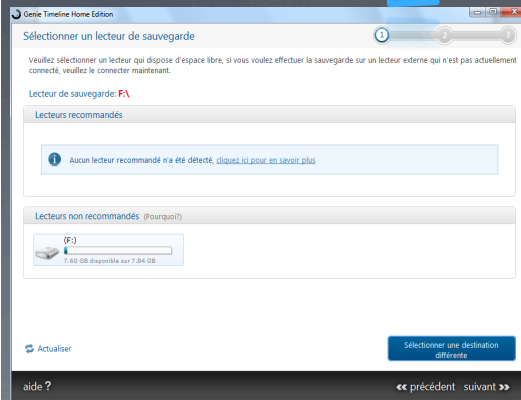 Genie Timeline Home Edition
Sélectionner un lecteur de sauvegarde
1 2 3
Veuillez sélectionner un lecteur qui dispose d'espace libre, si vous voulez effectuer la sauvegarde sur un lecteur externe qui n'est pas actuellement
connecté, veuillez le connecter maintenant.
Lecteur de sauvegarde: F:\
Lecteurs recommandés
Aucun lecteur recommandé n'a été détecté, cliquez ici pour en savoir plus
Lecteurs non recommandés (Pourquoi?)
(F:)
7.60 GB disponible sur 7.84 GB
Actualiser
Sélectionner une destination
différente
aide ?
précédent suivant